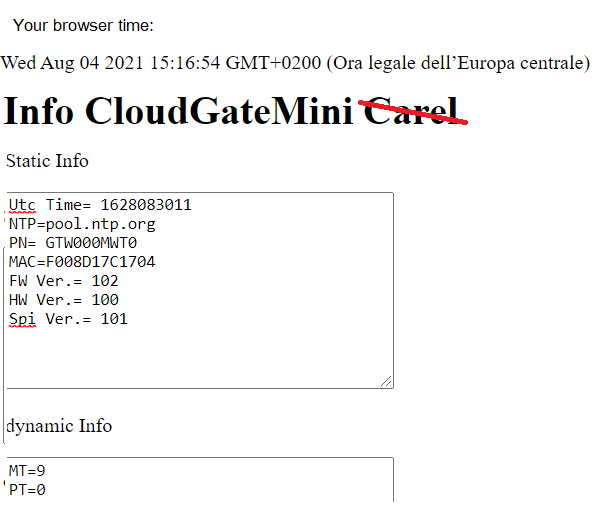 Your browser time:
Wed Aug 04 2021 15:16:54 GMT+0200 (Ora legale dell’Europa centrale)
Info CloudGateMini Carel
Static Info
Utc Time= 1628083011
NTP=pool.ntp.org
PN= GTW000MWT0
MAC=F008D17C1704
FW Ver.= 102
HW Ver.= 100
Spi Ver.= 101
dynamic Info
MT=9
PT=0